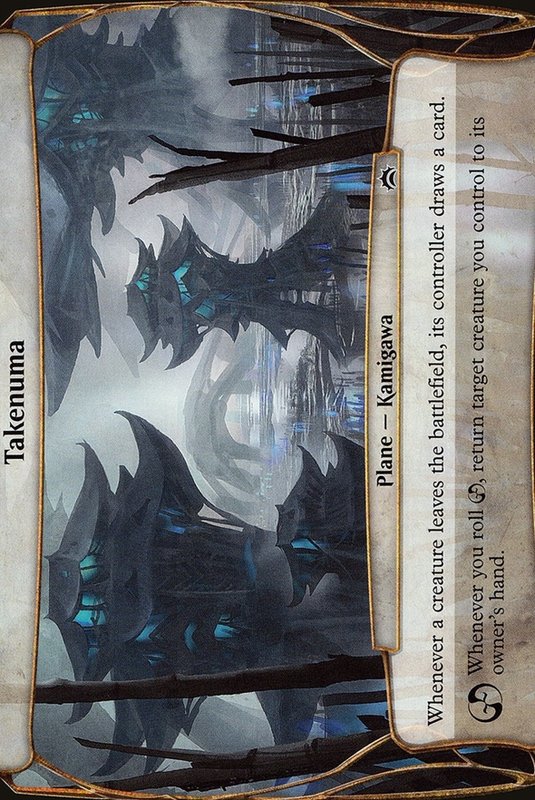 Takenuma
Plane — Kamigawa
Whenever a creature leaves the battlefield, its controller draws a card.
Whenever you roll , return target creature you control to its
owner's hand.